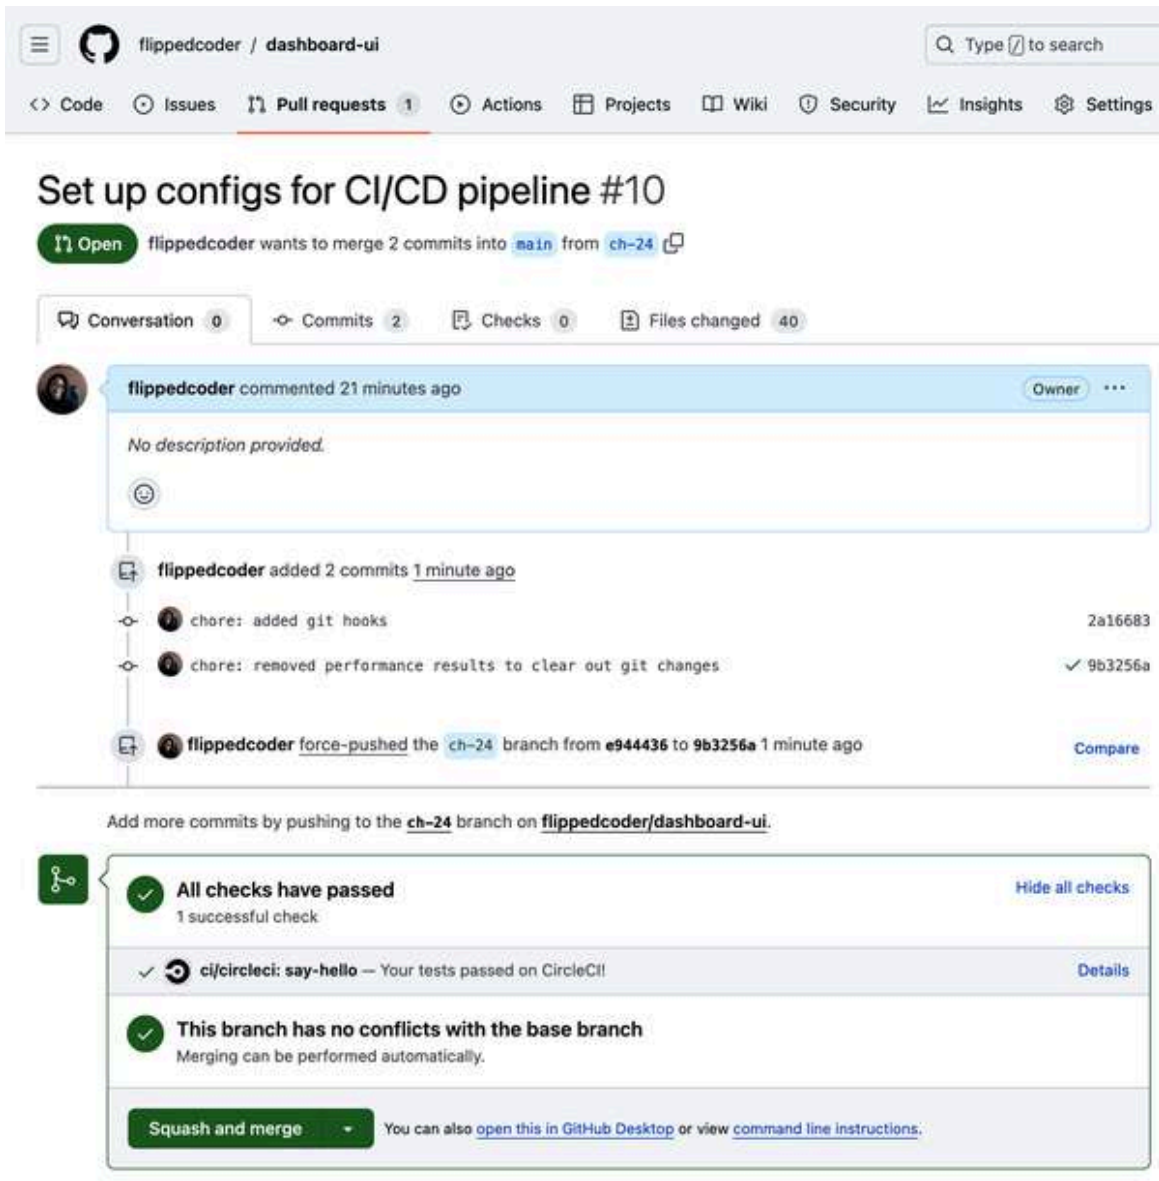 flippedcoder / dashboard-ui
Type / to search
Code Issues Pull requests 1 Actions Projects Wiki Security Insights Settings
Set up configs for CI/CD pipeline #10
Open flippedcoder wants to merge 2 commits into main from ch-24
Conversation 0 Commits 2 Checks 0 Files changed 40
flippedcoder commented 21 minutes ago Owner ...
No description provided.
flippedcoder added 2 commits 1 minute ago
chore: added git hooks 2a16683
chore: removed performance results to clear out git changes 9b3256a
flippedcoder force-pushed the ch-24 branch from e944436 to 9b3256a 1 minute ago Compare
Add more commits by pushing to the ch-24 branch on flippedcoder/dashboard-ui.
All checks have passed Hide all checks
1 successful check
ci/circleci: say-hello — Your tests passed on CircleCI! Details
This branch has no conflicts with the base branch
Merging can be performed automatically.
Squash and merge You can also open this in GitHub Desktop or view command line instructions.